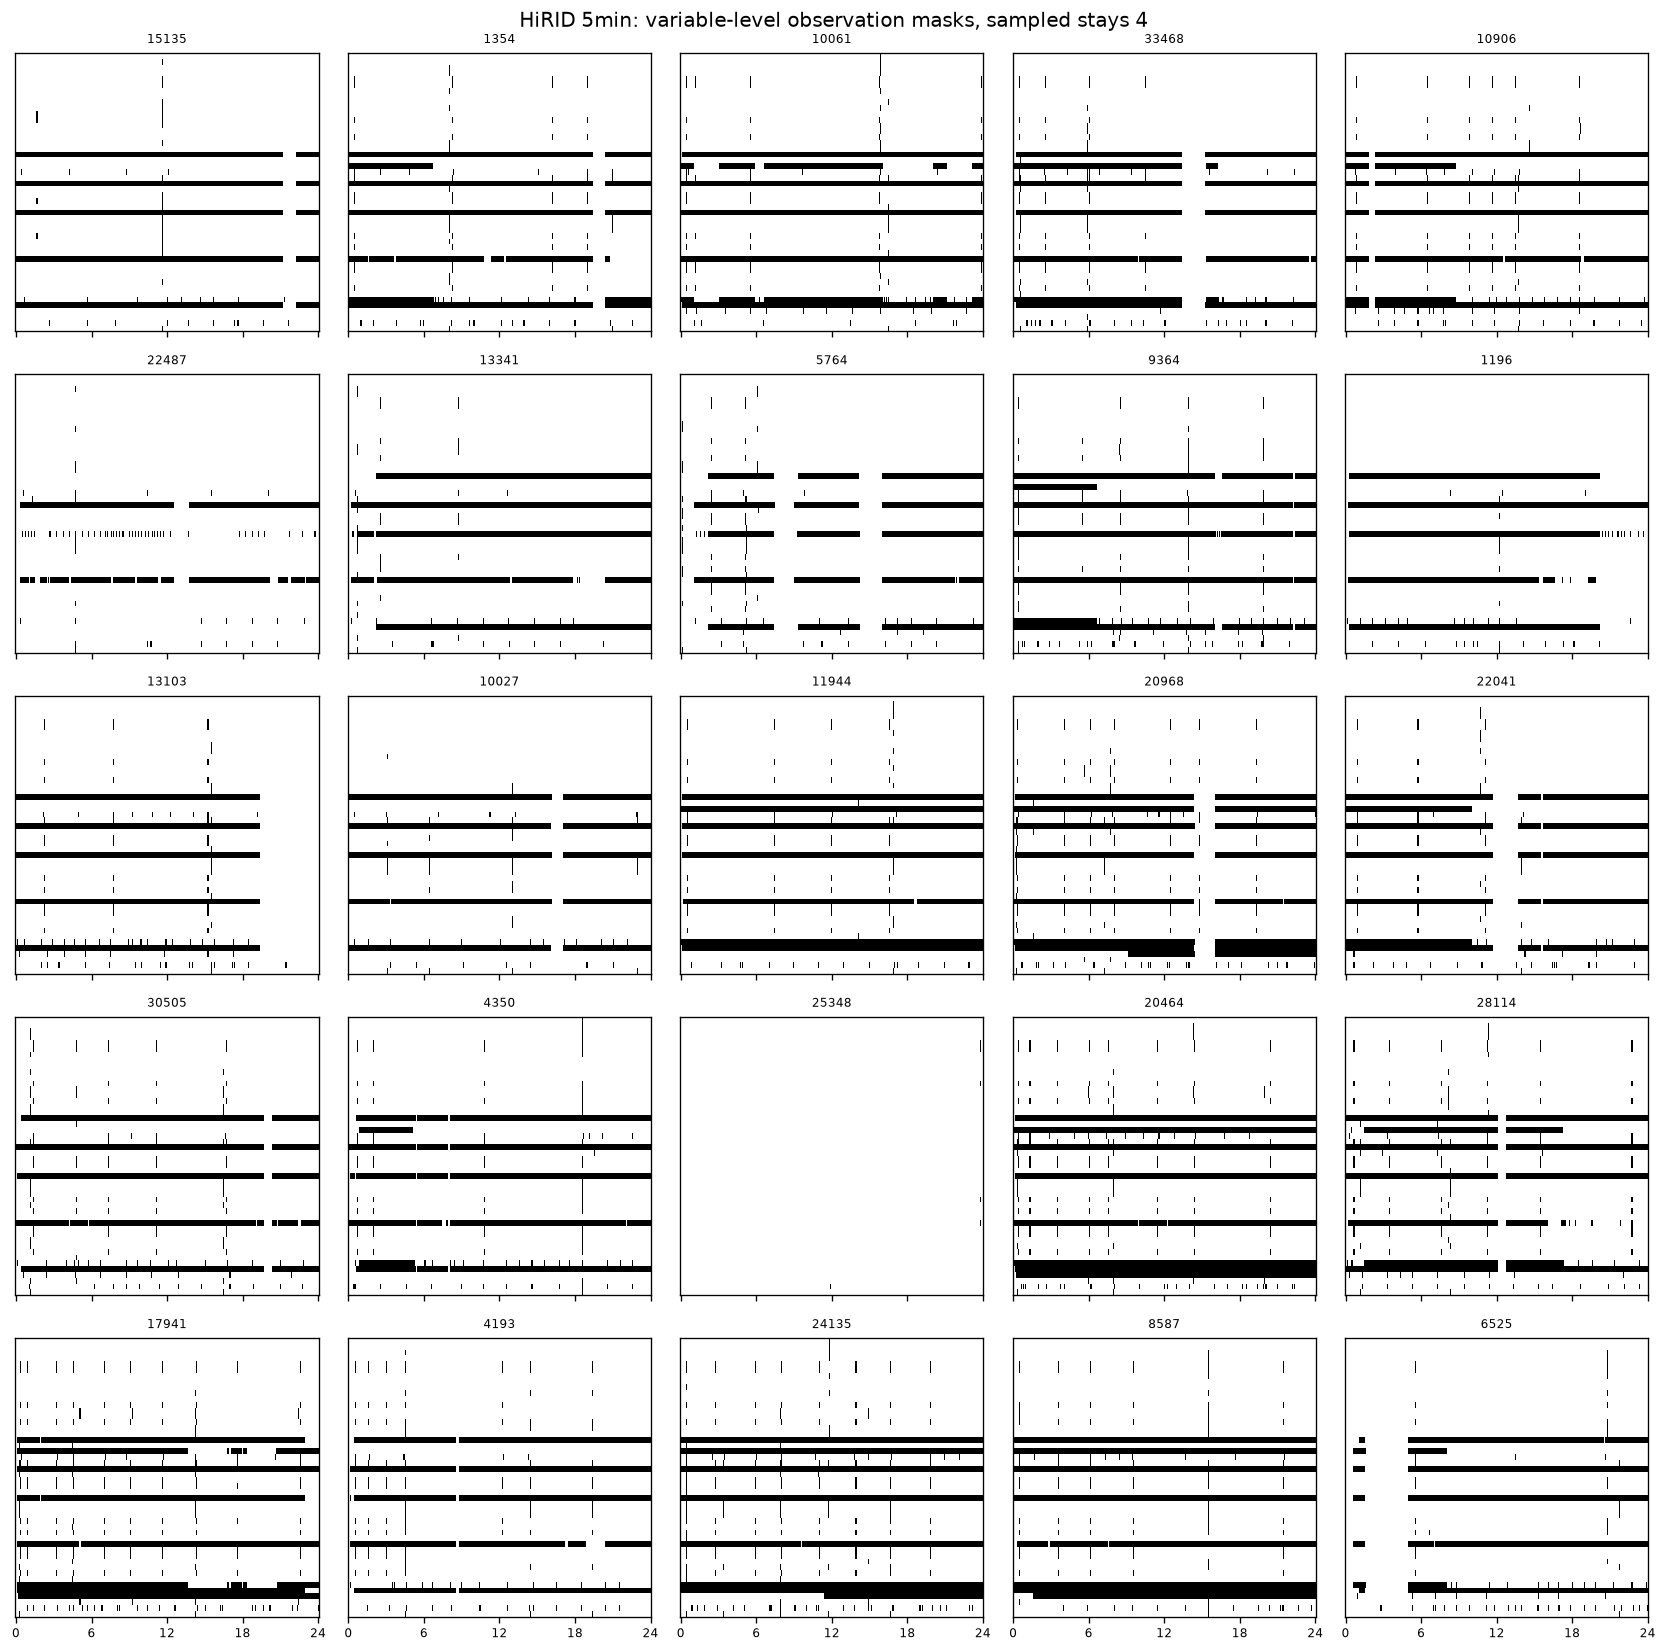 HiRID 5min: variable-level observation masks, sampled stays 4
15135 1354 10061 33468 10906
22487 13341 5764 9364 1196
13103 10027 11944 20968 22041
30505 4350 25348 20464 28114
17941 4193 24135 8587 6525
0 6 12 18 24 0 6 12 18 24 0 6 12 18 24 0 6 12 18 24 0 6 12 18 24